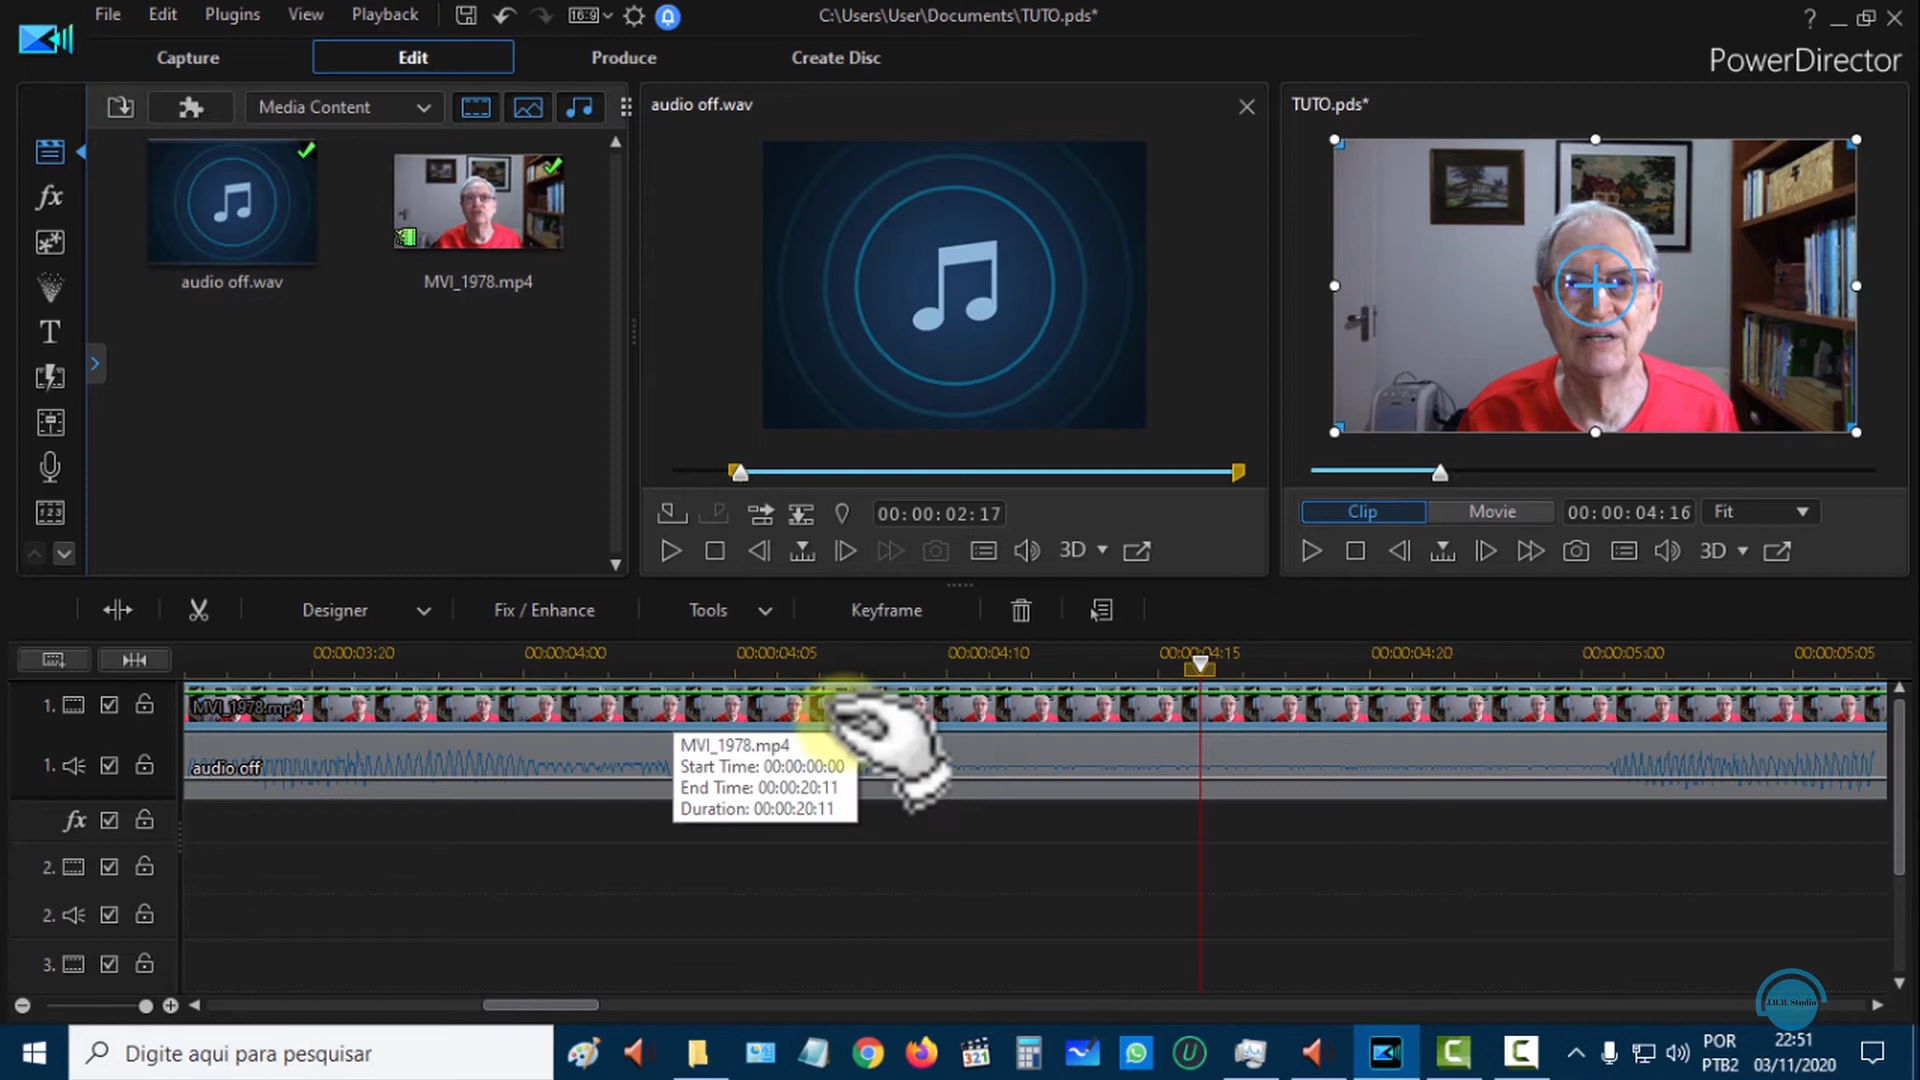 File Edit Plugins View Playback
16:9
C:\Users\User\Documents\TUTO.pds*
?
Capture Edit Produce Create Disc
PowerDirector
Media Content
audio off.wav
TUTO.pds*
audio off.wav
MVI_1978.mp4
fx
T
00:00:02:17
3D
Clip Movie 00:00:04:16 Fit
3D
Designer Fix / Enhance Tools Keyframe
00:00:03:20 00:00:04:00 00:00:04:05 00:00:04:10 00:00:04:15 00:00:04:20 00:00:05:00 00:00:05:05
1.
MVI_1978.mp4
1.
audio off
MVI_1978.mp4
Start Time: 00:00:00:00
End Time: 00:00:20:11
Duration: 00:00:20:11
fx
2.
2.
3.
J.R.B. Studio
Digite aqui para pesquisar
321
POR
PTB2
22:51
03/11/2020